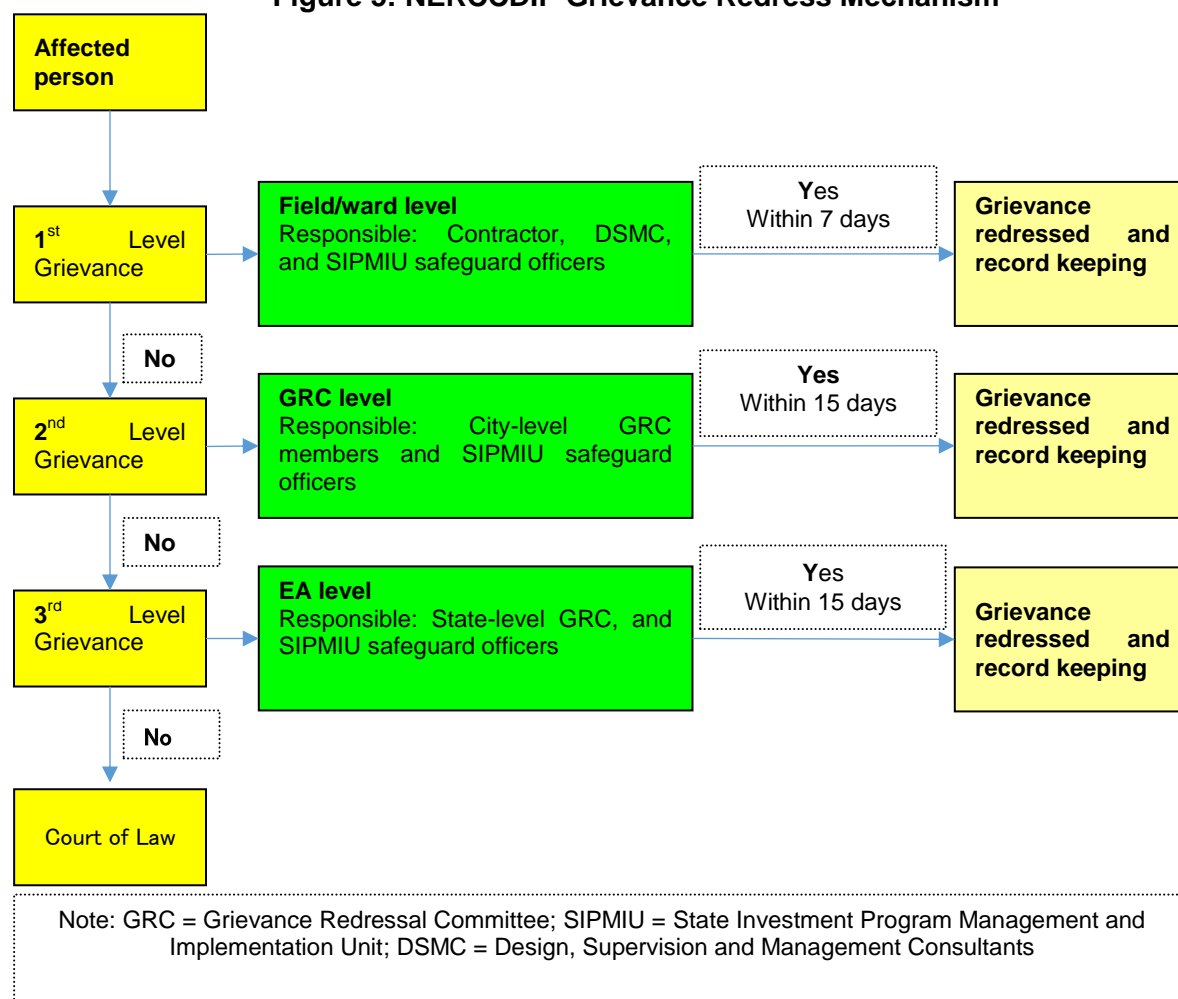 Figure 3: NERCCDIP Grievance Redress Mechanism
Affected
person
1st Level
Grievance
Field/ward level
Responsible: Contractor, DSMC,
and SIPMIU safeguard officers
Yes
Within 7 days
Grievance
redressed and
record keeping
No
2nd Level
Grievance
GRC level
Responsible: City-level GRC
members and SIPMIU safeguard
officers
Yes
Within 15 days
Grievance
redressed and
record keeping
No
3rd Level
Grievance
EA level
Responsible: State-level GRC, and
SIPMIU safeguard officers
Yes
Within 15 days
Grievance
redressed and
record keeping
No
Court of Law
Note: GRC = Grievance Redressal Committee; SIPMIU = State Investment Program Management and
Implementation Unit; DSMC = Design, Supervision and Management Consultants